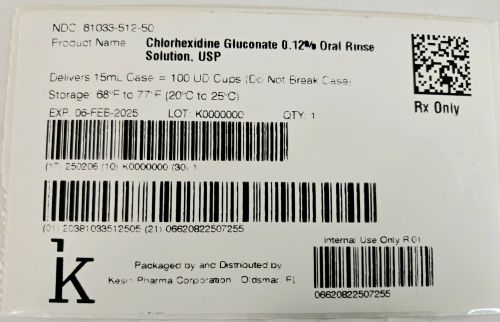 NDC: 81033-512-50
Product Name: Chlorhexidine Gluconate 0.12% Oral Rinse
Solution, USP
Delivers 15mL Case = 100 UD Cups (Do Not Break Case)
Storage: 68°F to 77°F (20°C to 25°C)
Rx Only
EXP: 06-FEB-2025 LOT: K0000000 QTY: 1
(17) 250206 (10) K0000000 (30) 1
(01) 20381033512505 (21) 06620822507255
Internal Use Only R.01
k
Packaged by and Distributed by
Kesin Pharma Corporation Oldsmar, FL
06620822507255